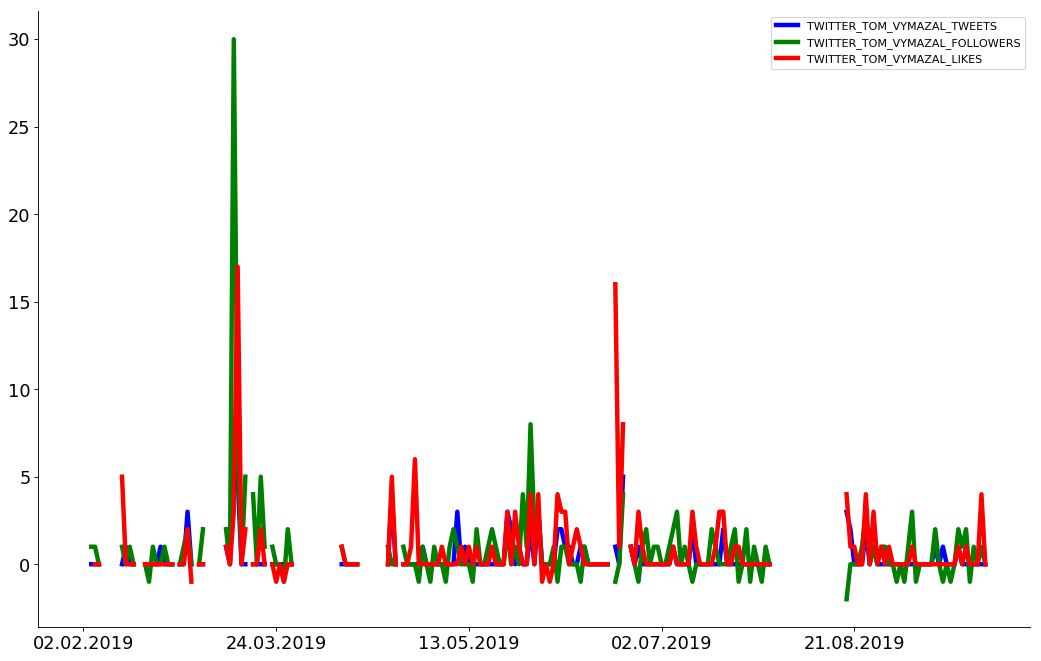 TWITTER_TOM_VYMAZAL_TWEETS
TWITTER_TOM_VYMAZAL_FOLLOWERS
TWITTER_TOM_VYMAZAL_LIKES
30
25
20
15
10
5
0
02.02.2019 24.03.2019 13.05.2019 02.07.2019 21.08.2019